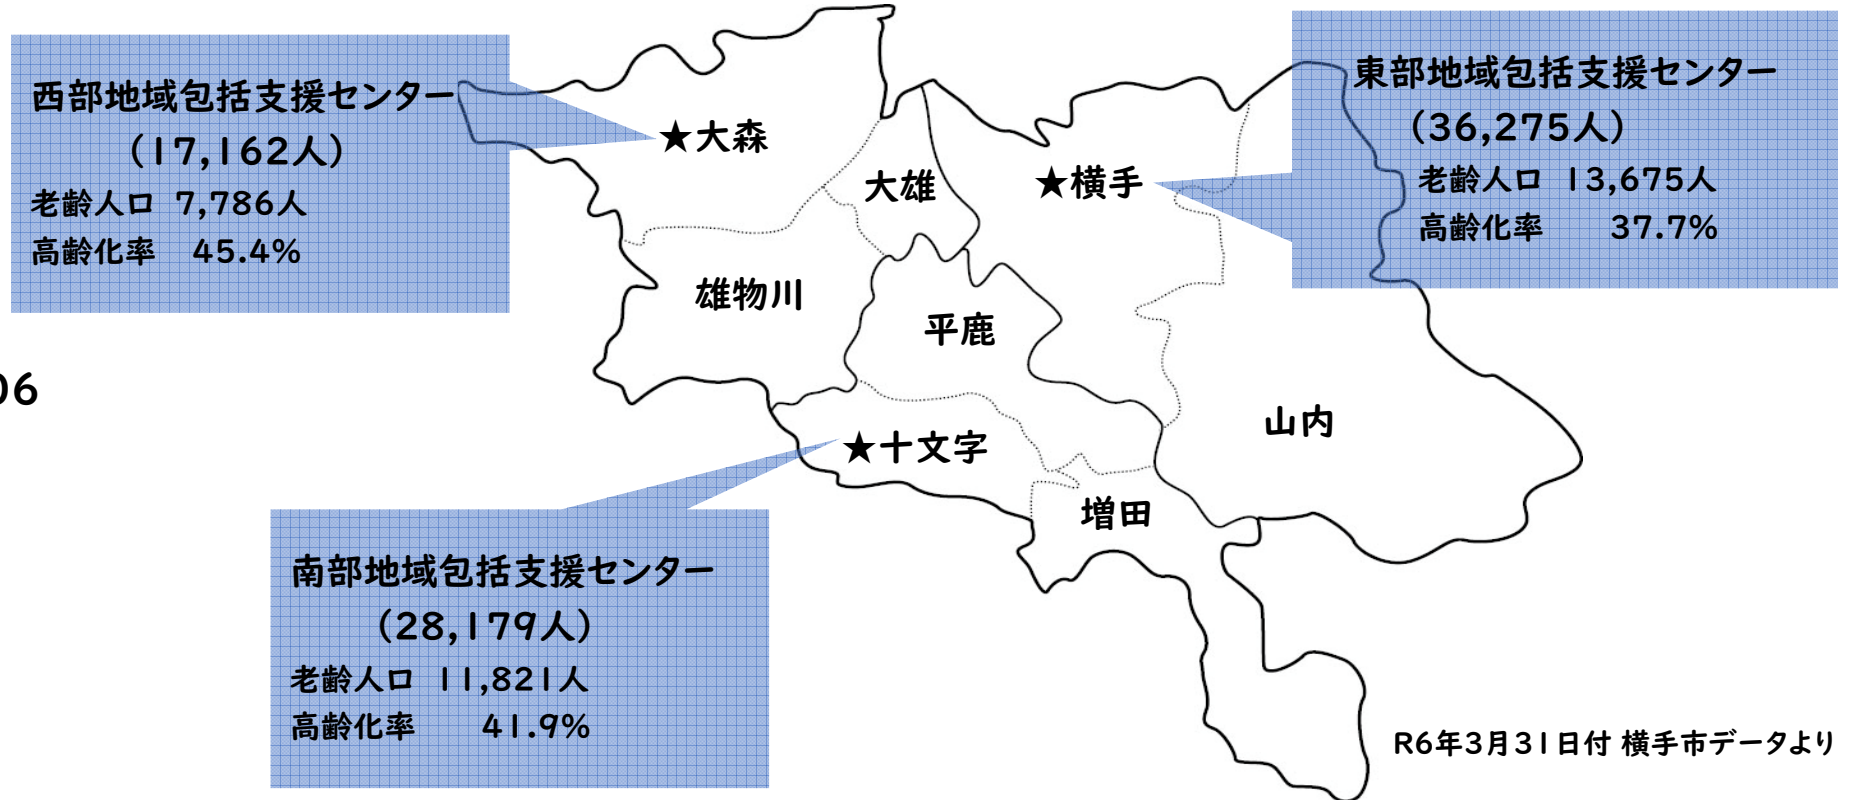 西部地域包括支援センター
(17,162人)
老齢人口 7,786人
高齢化率 45.4%
東部地域包括支援センター
(36,275人)
老齢人口 13,675人
高齢化率 37.7%
★大森
大雄
★横手
雄物川
平鹿
06
山内
★十文字
増田
南部地域包括支援センター
(28,179人)
老齢人口 11,821人
高齢化率 41.9%
R6年3月31日付 横手市データより